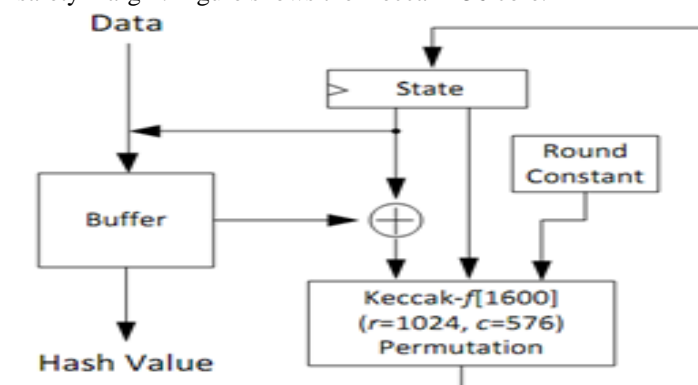 Data
State
Round
Constant
Buffer
Keccak-f[1600]
(r=1024, c=576)
Permutation
Hash Value